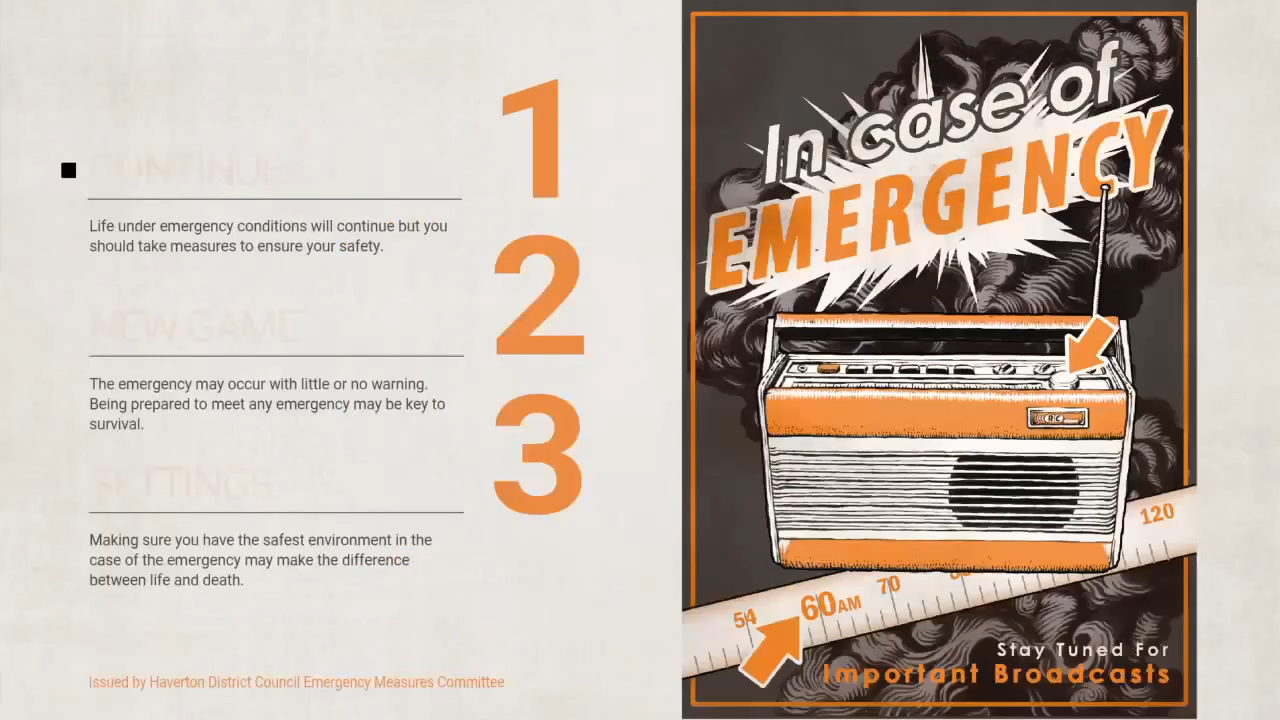 CONTINUE
1
Life under emergency conditions will continue but you
should take measures to ensure your safety.
NEW GAME
2
The emergency may occur with little or no warning.
Being prepared to meet any emergency may be key to
survival.
SETTINGS
3
Making sure you have the safest environment in the
case of the emergency may make the difference
between life and death.
Issued by Haverton District Council Emergency Measures Committee
In case of
EMERGENCY
54 60AM 70 120
Stay Tuned For
Important Broadcasts